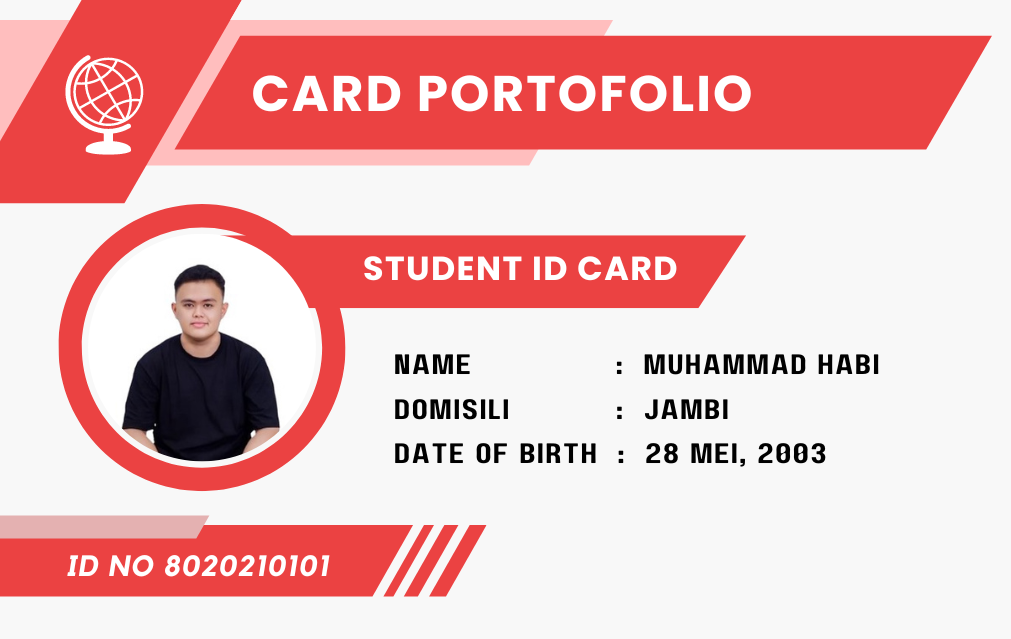 CARD PORTOFOLIO
STUDENT ID CARD
NAME : MUHAMMAD HABI
DOMISILI : JAMBI
DATE OF BIRTH : 28 MEI, 2003
ID NO 8020210101